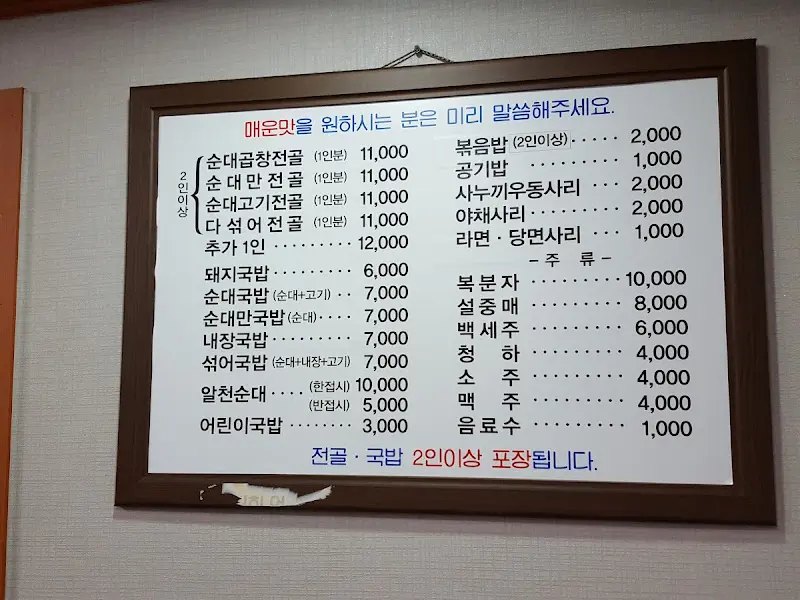 매운맛을 원하시는 분은 미리 말씀해주세요.
2인이상
순대곱창전골 (1인분) 11,000
순대만전골 (1인분) 11,000
순대고기전골 (1인분) 11,000
다섞어전골 (1인분) 11,000
추가 1인 ········· 12,000
돼지국밥 ········· 6,000
순대국밥 (순대+고기) ·· 7,000
순대만국밥 (순대) ···· 7,000
내장국밥 ········· 7,000
섞어국밥 (순대+내장+고기) 7,000
알천순대 ···· (한접시) 10,000
(반접시) 5,000
어린이국밥 ········ 3,000
볶음밥 (2인이상) ····· 2,000
공기밥 ········· 1,000
사누끼우동사리 ··· 2,000
야채사리 ········ 2,000
라면·당면사리 ··· 1,000
- 주 류 -
복분자 ········· 10,000
설중매 ········· 8,000
백세주 ········· 6,000
청 하 ········· 4,000
소 주 ········· 4,000
맥 주 ········· 4,000
음료수 ········· 1,000
전골·국밥 2인이상 포장됩니다.